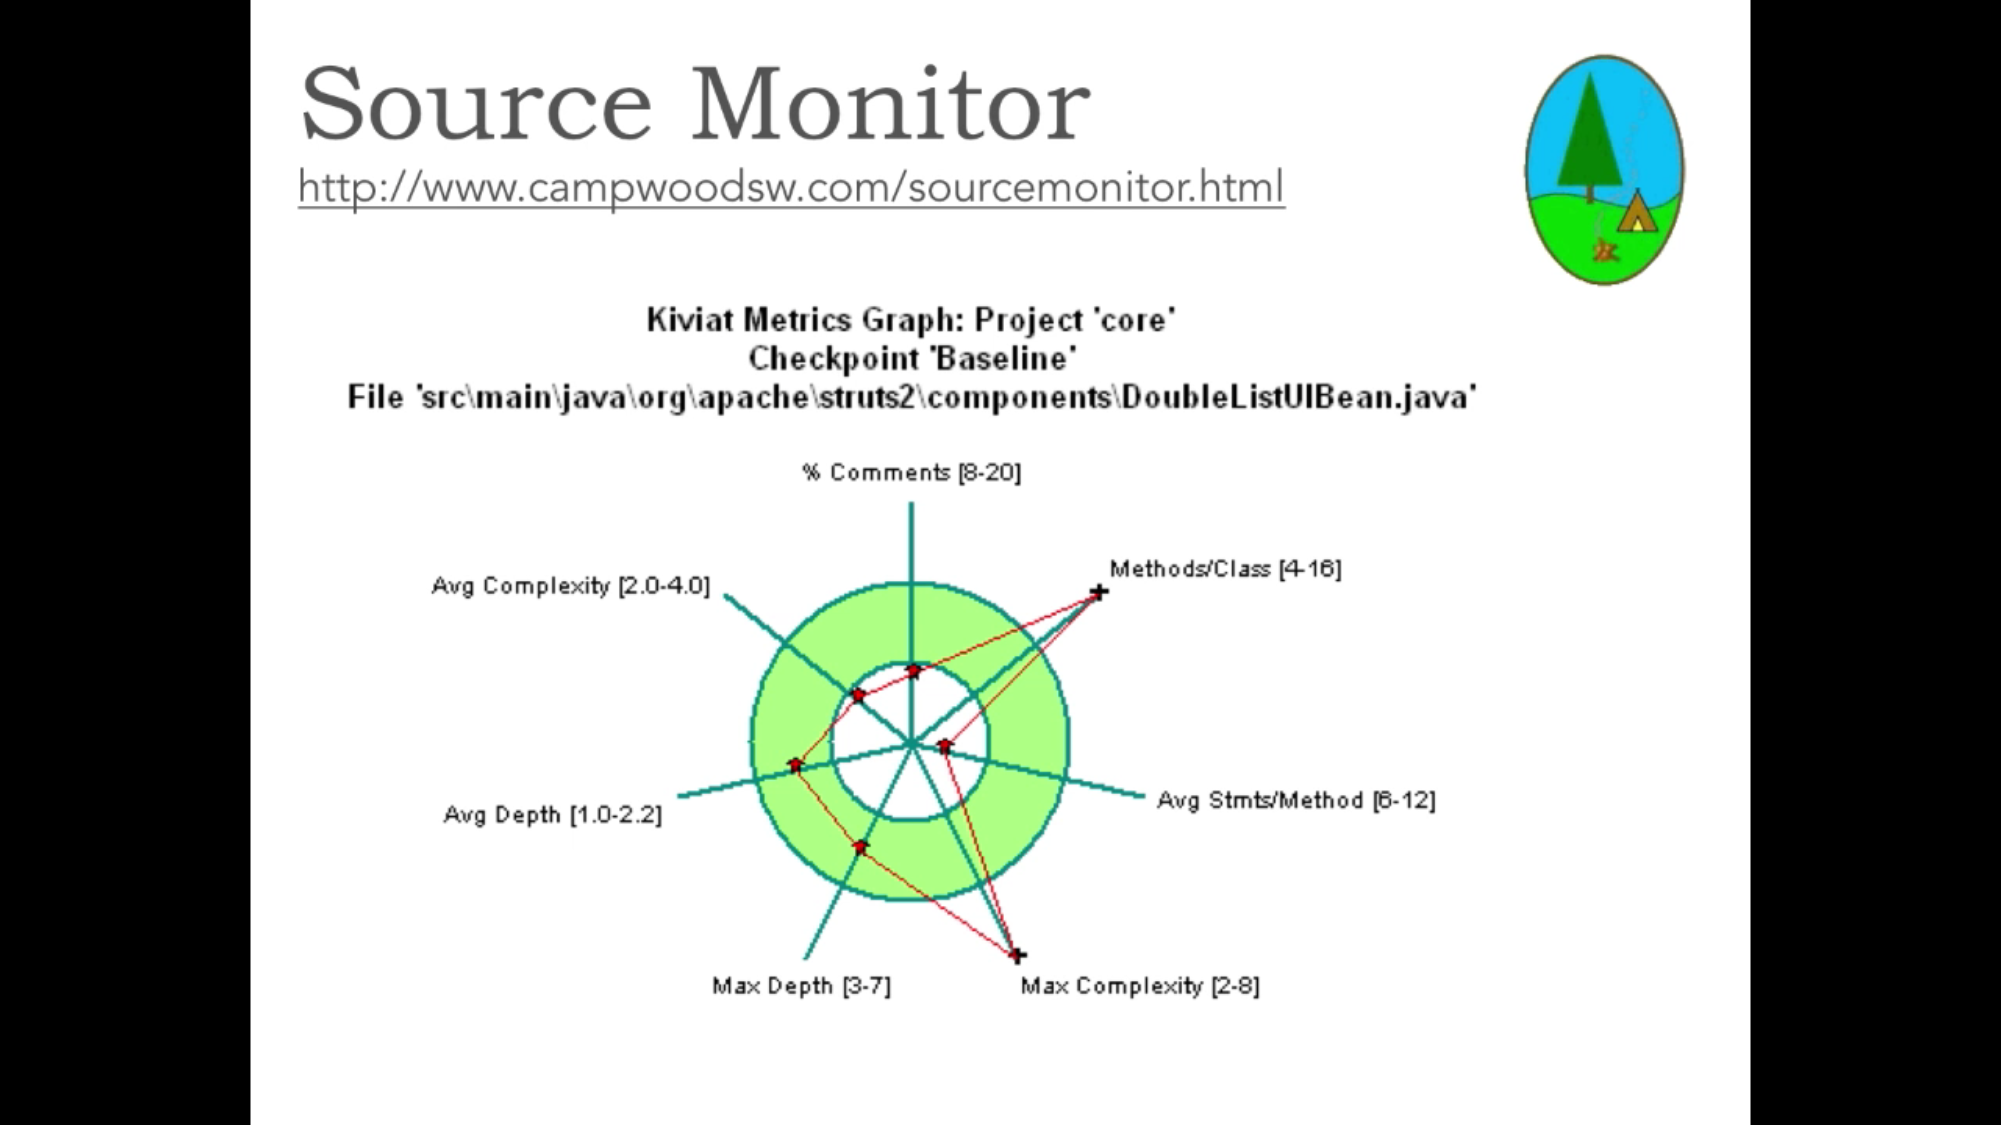 Source Monitor
http://www.campwoodsw.com/sourcemonitor.html
Kiviat Metrics Graph: Project 'core'
Checkpoint 'Baseline'
File 'src\main\java\org\apache\struts2\components\DoubleListUIBean.java'
% Comments [8-20]
Methods/Class [4-16]
Avg Complexity [2.0-4.0]
Avg Stmts/Method [6-12]
Avg Depth [1.0-2.2]
Max Depth [3-7]
Max Complexity [2-8]